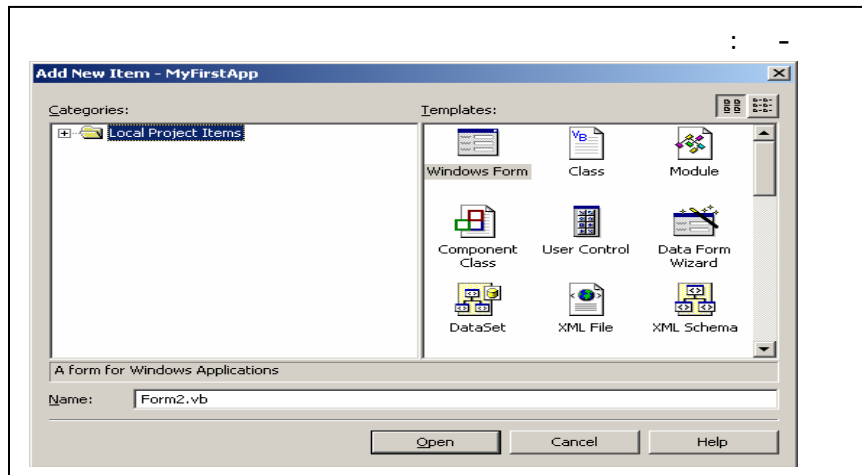 : -
Add New Item - MyFirstApp
Categories:
Templates:
Local Project Items
Windows Form
Class
Module
Component Class
User Control
Data Form Wizard
DataSet
XML File
XML Schema
A form for Windows Applications
Name: Form2.vb
Open Cancel Help